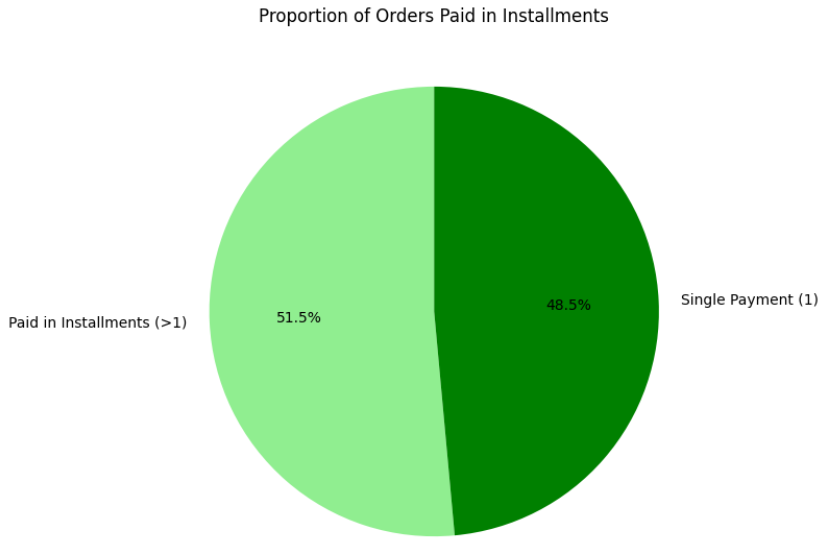 Proportion of Orders Paid in Installments
Single Payment (1)
48.5%
51.5%
Paid in Installments (>1)